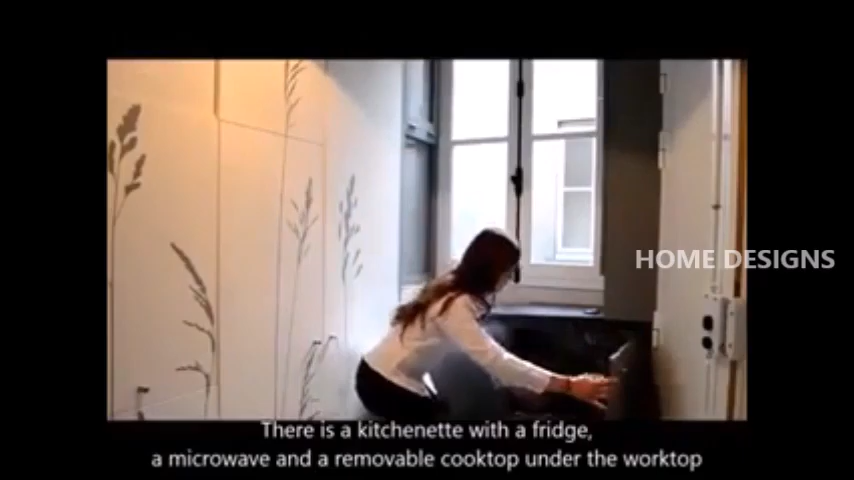 HOME DESIGNS
There is a kitchenette with a fridge,
a microwave and a removable cooktop under the worktop